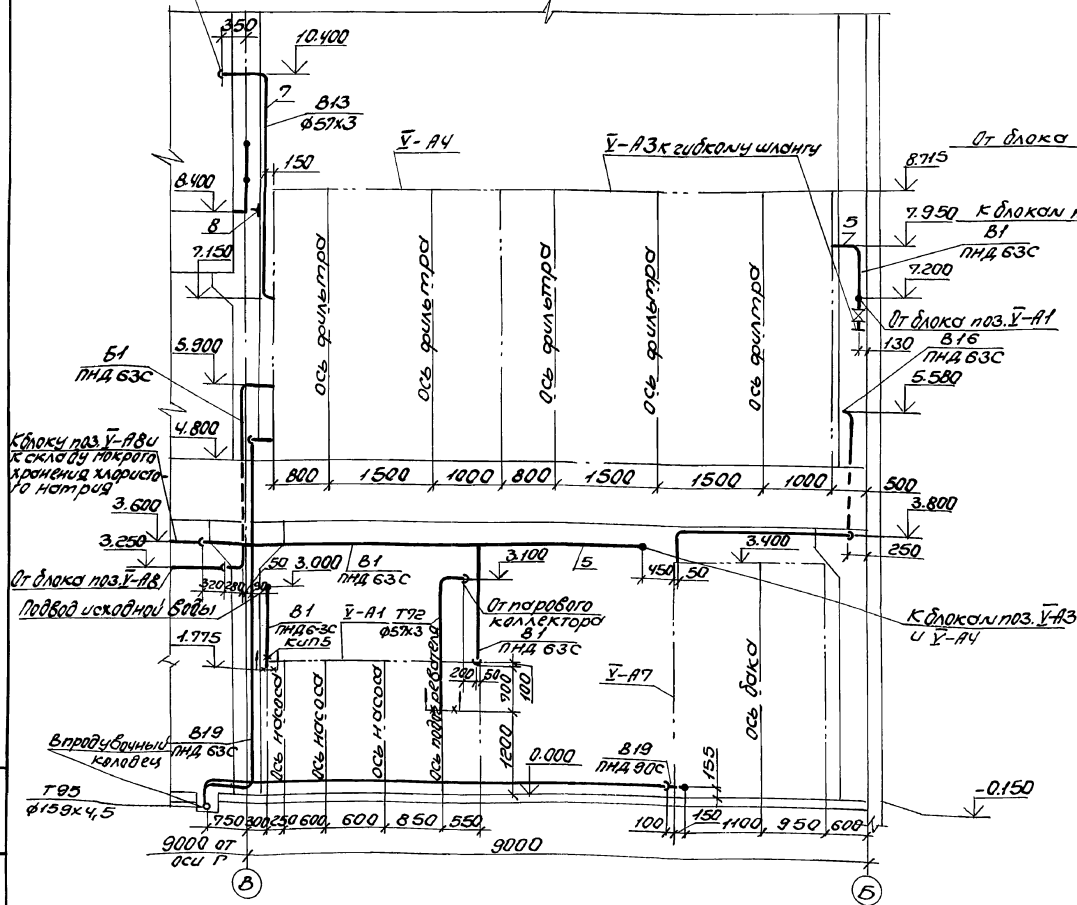 350
10.400
7
В13
ф57х3
V-А4
V-А3 к гибкому шлангу
От блока
8.715
150
8.400
8
7.950
К блокам
5
В1
ПНД 63С
7.150
7.200
От блока поз. V-А1
130
В16
ПНД 63С
5.580
Ось фильтра
Ось фильтра
Ось фильтра
Ось фильтра
Ось фильтра
5.900
Б1
ПНД 63С
4.800
К блоку поз. V-А8 и
к складу мокрого
хранения хлористо-
го натрия
800
1500
1000
800
1500
1500
1000
500
3.600
3.800
3.250
В1
ПНД 63С
5
3.400
250
50
3.000
3.100
450
50
От блока поз. V-А8
320
280
Подвод исходной воды
В1
ПНД 63С
КИП5
V-А1
Т72
ф57х3
От парового
коллектора
В1
ПНД 63С
К блокам поз. V-А3
и V-А4
1.775
200
50
700
100
V-А7
Ось насоса
Ось насоса
Ось насоса
Ось подогревателя
1200
Ось бака
В продувочный
колодец
В19
ПНД 63С
0.000
В19
ПНД 90С
155
Т95
ф159х4,5
-0.150
750
300
250
600
600
850
550
100
150
1100
950
600
9000 от
оси Г
9000
В
Б